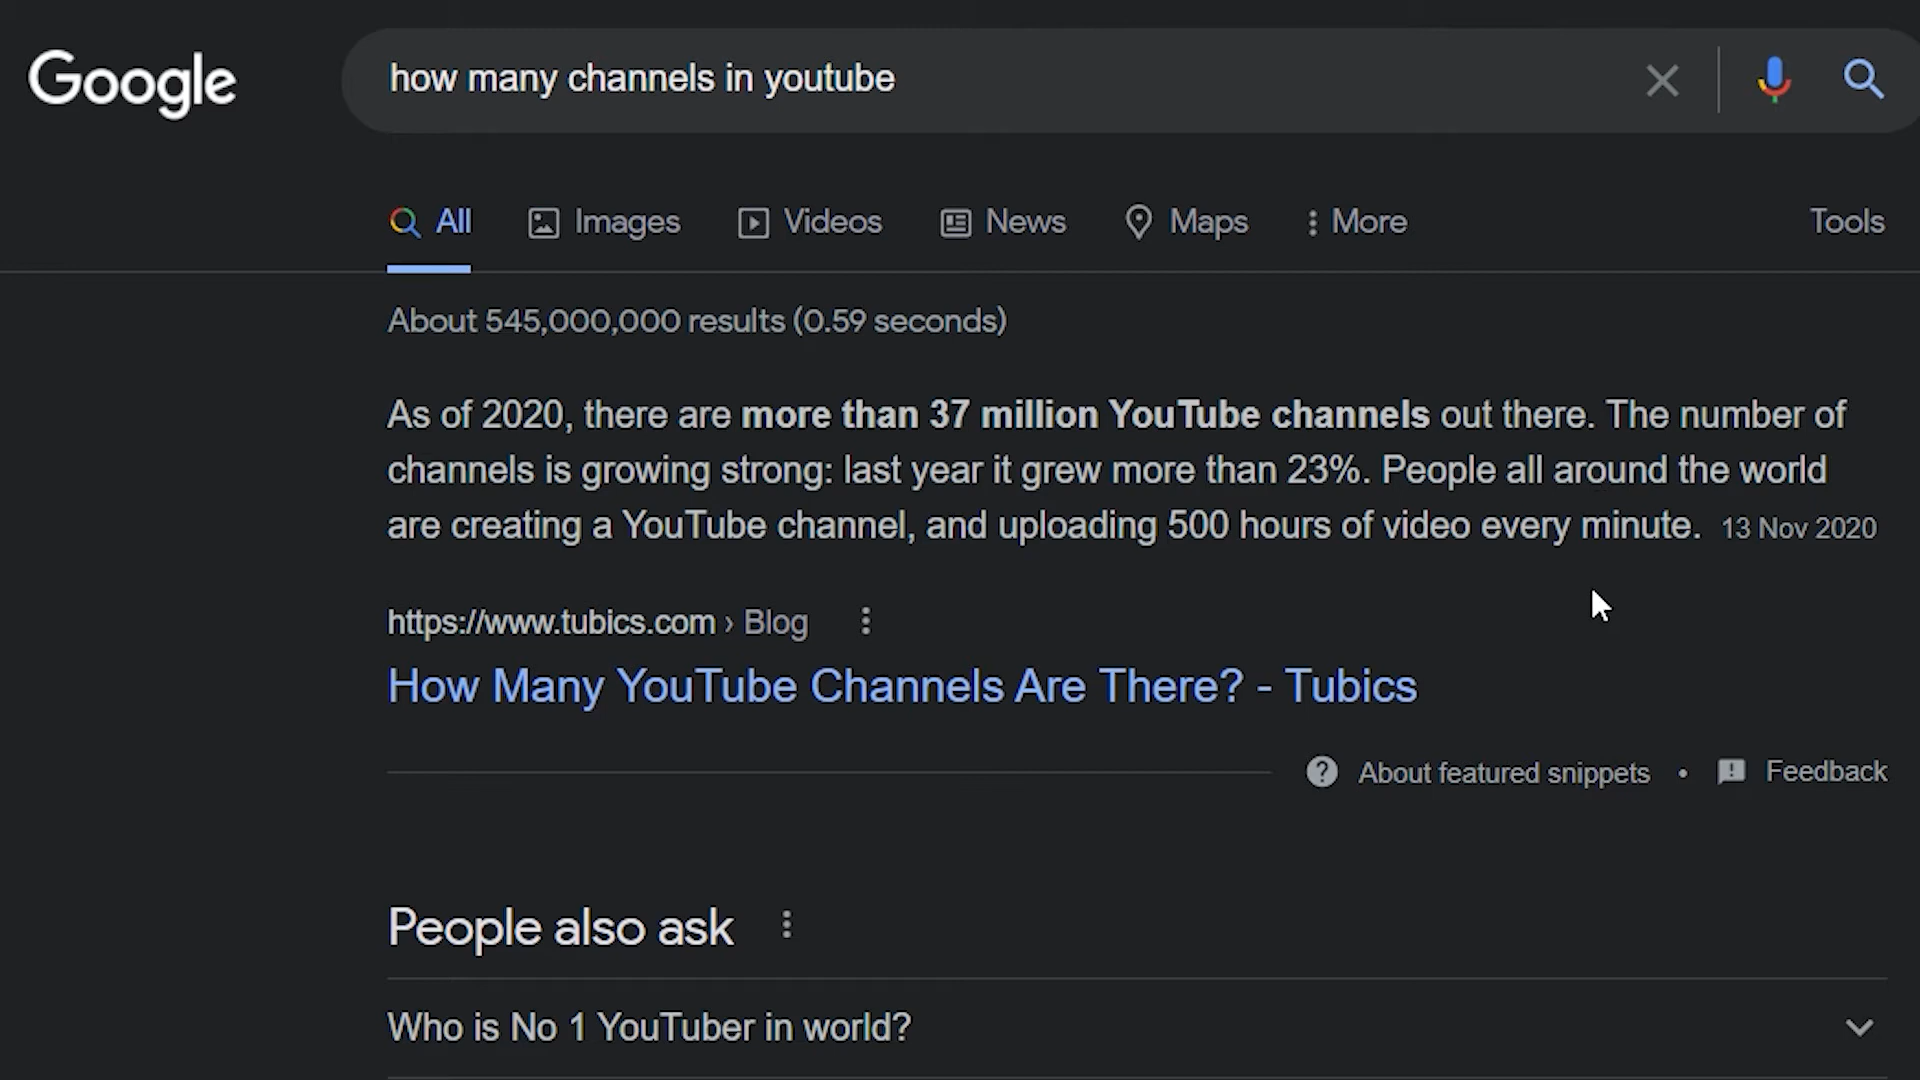 Google
how many channels in youtube
All Images Videos News Maps More Tools
About 545,000,000 results (0.59 seconds)
As of 2020, there are more than 37 million YouTube channels out there. The number of
channels is growing strong: last year it grew more than 23%. People all around the world
are creating a YouTube channel, and uploading 500 hours of video every minute. 13 Nov 2020
https://www.tubics.com › Blog
How Many YouTube Channels Are There? - Tubics
About featured snippets • Feedback
People also ask
Who is No 1 YouTuber in world?